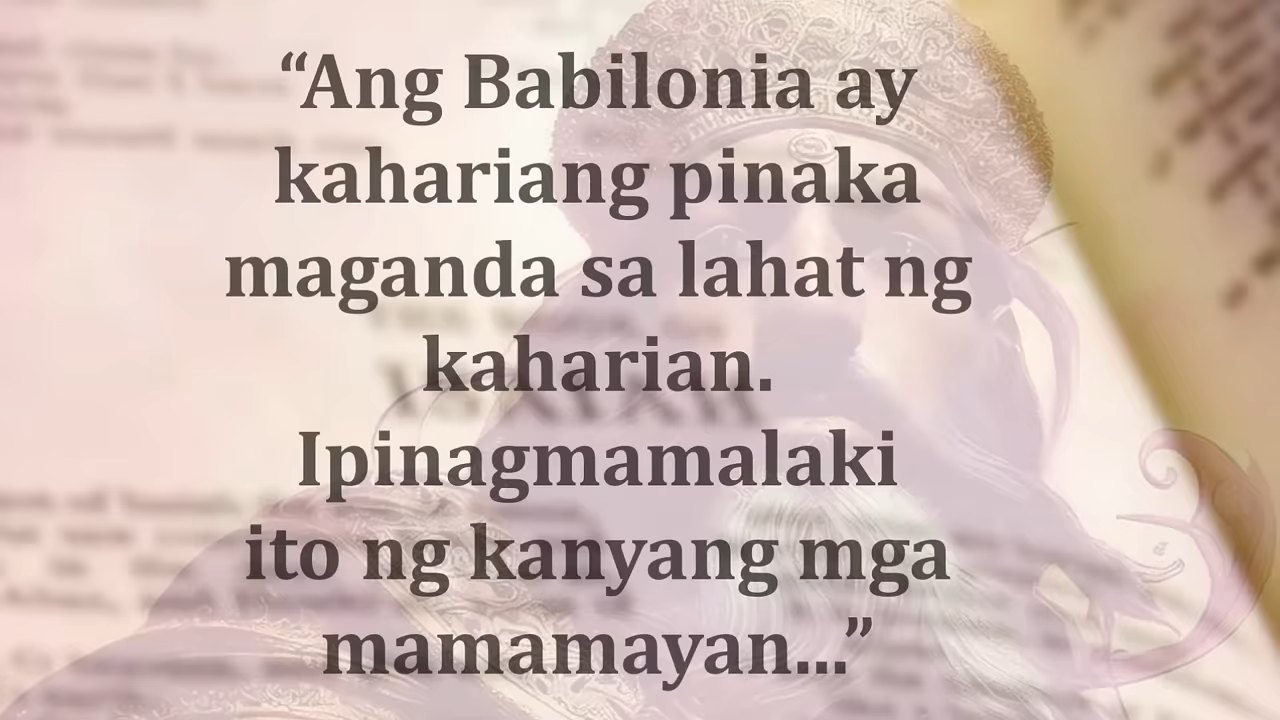 “Ang Babilonia ay
kahariang pinaka
maganda sa lahat ng
kaharian.
Ipinagmamalaki
ito ng kanyang mga
mamamayan...”